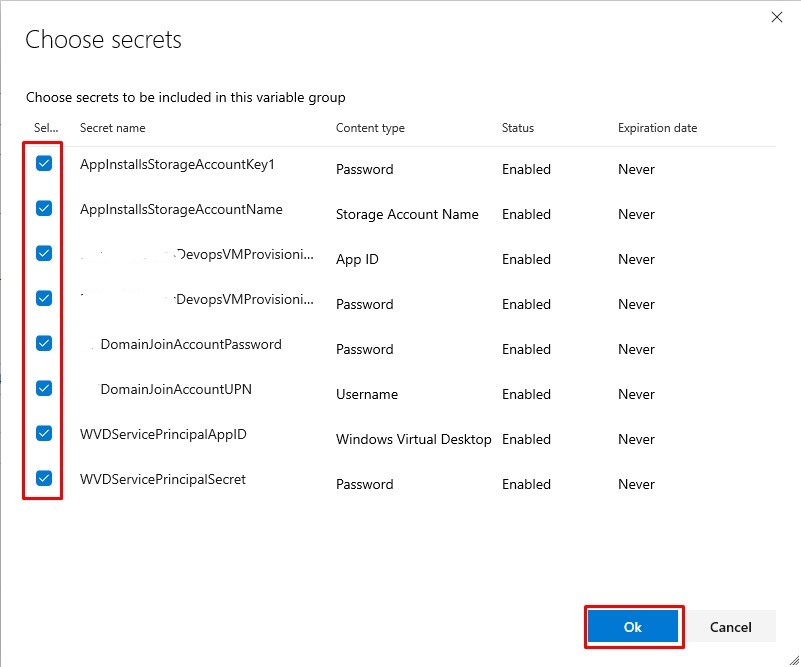 Choose secrets
Choose secrets to be included in this variable group
Sel... Secret name Content type Status Expiration date
AppInstallsStorageAccountKey1 Password Enabled Never
AppInstallsStorageAccountName Storage Account Name Enabled Never
DevopsVMProvisioni... App ID Enabled Never
DevopsVMProvisioni... Password Enabled Never
DomainJoinAccountPassword Password Enabled Never
DomainJoinAccountUPN Username Enabled Never
WVDServicePrincipalAppID Windows Virtual Desktop Enabled Never
WVDServicePrincipalSecret Password Enabled Never
Ok Cancel